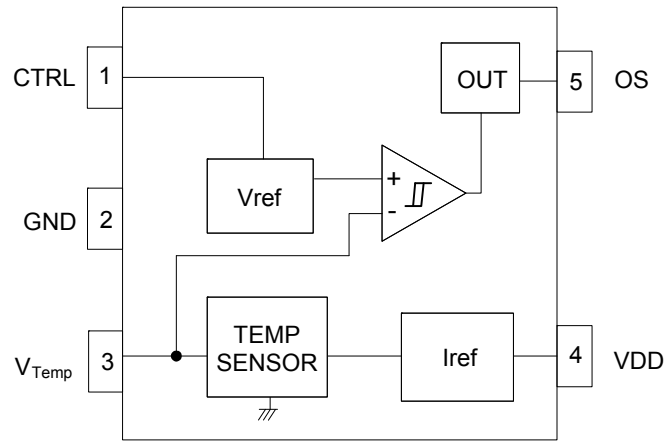 CTRL 1
OUT
5 OS
Vref
+
-
GND 2
V_Temp 3
TEMP
SENSOR
Iref
4 VDD